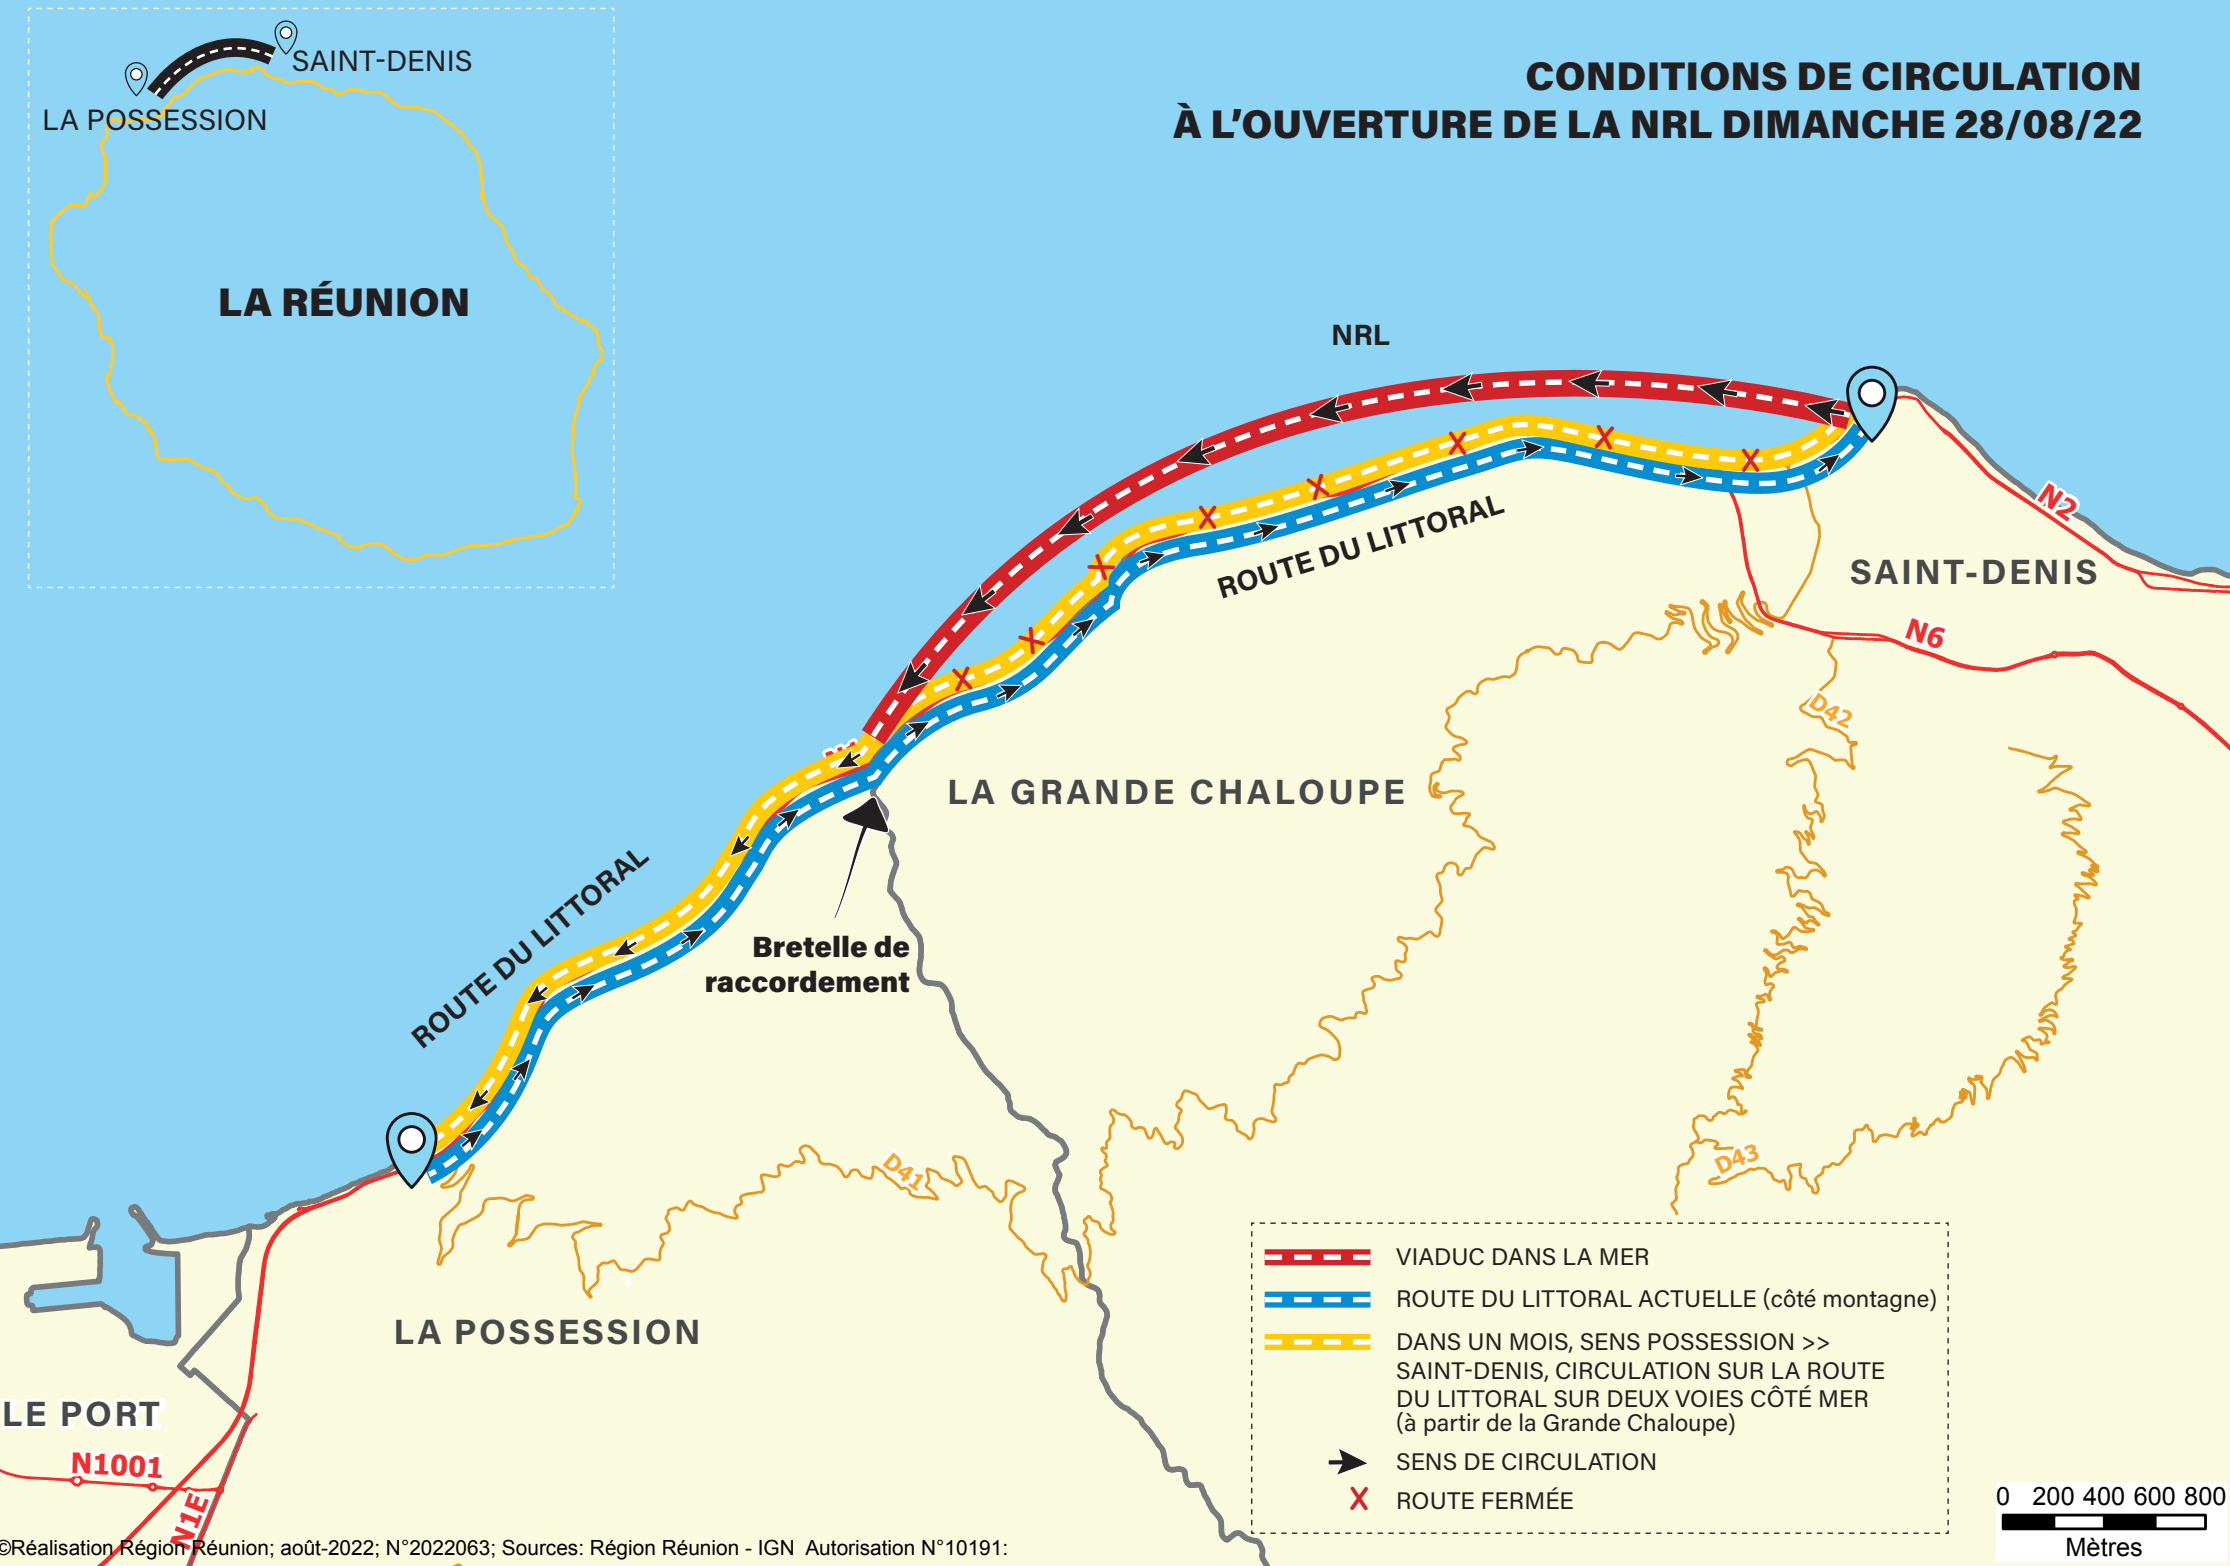 SAINT-DENIS
LA POSSESSION
LA RÉUNION
CONDITIONS DE CIRCULATION
À L'OUVERTURE DE LA NRL DIMANCHE 28/08/22
NRL
ROUTE DU LITTORAL
N2
SAINT-DENIS
N6
D42
LA GRANDE CHALOUPE
ROUTE DU LITTORAL
Bretelle de
raccordement
D41
D43
LA POSSESSION
LE PORT
N1001
N1E
VIADUC DANS LA MER
ROUTE DU LITTORAL ACTUELLE (côté montagne)
DANS UN MOIS, SENS POSSESSION >>
SAINT-DENIS, CIRCULATION SUR LA ROUTE
DU LITTORAL SUR DEUX VOIES CÔTÉ MER
(à partir de la Grande Chaloupe)
SENS DE CIRCULATION
ROUTE FERMÉE
0 200 400 600 800
Mètres
©Réalisation Région Réunion; août-2022; N°2022063; Sources: Région Réunion - IGN Autorisation N°10191: